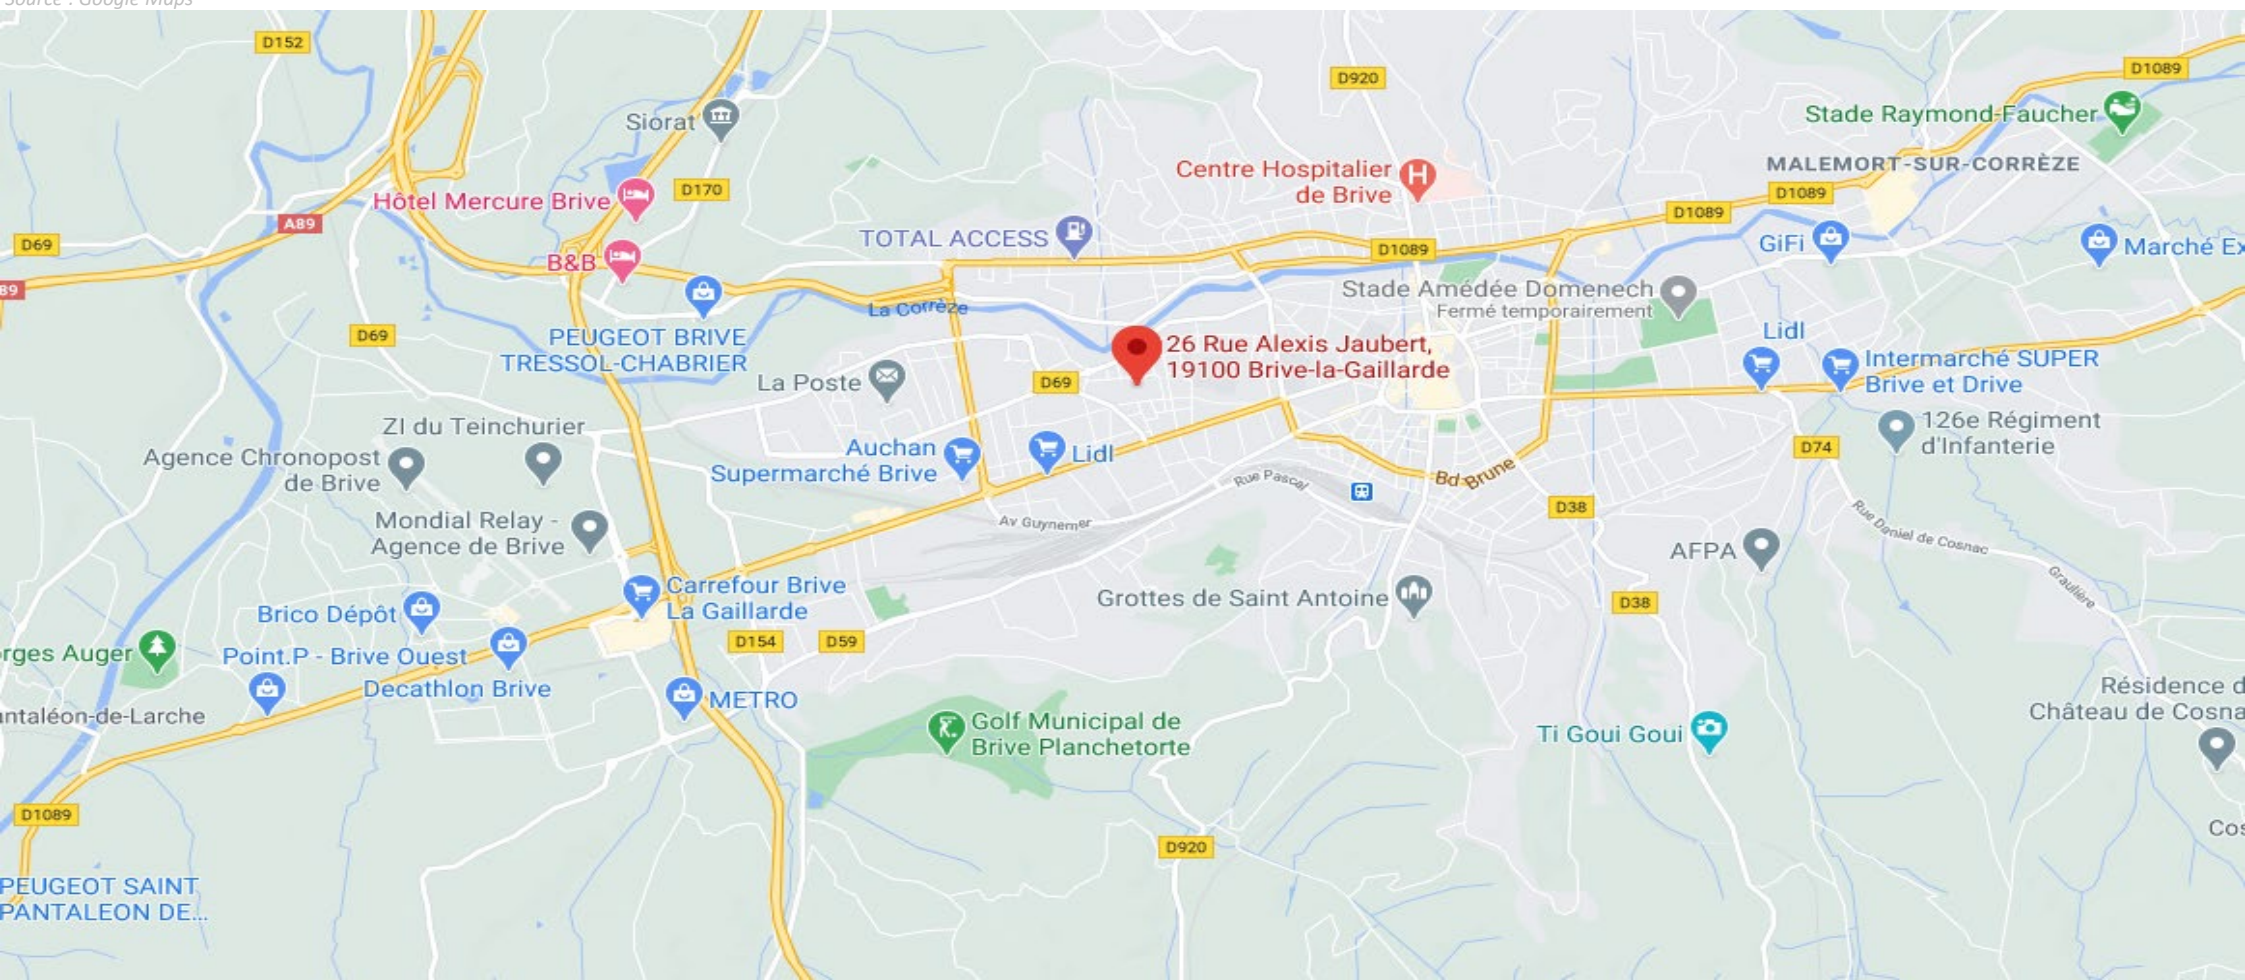 Source : Google Maps
D152
D920
D1089
Siorat
Stade Raymond-Faucher
MALEMORT-SUR-CORRÈZE
Centre Hospitalier
de Brive
D170
Hôtel Mercure Brive
D1089
D1089
A89
D69
TOTAL ACCESS
D1089
GiFi
Marché Ex
B&B
89
La Corrèze
Stade Amédée Domenech
Fermé temporairement
PEUGEOT BRIVE
TRESSOL-CHABRIER
D69
26 Rue Alexis Jaubert,
19100 Brive-la-Gaillarde
Lidl
Intermarché SUPER
Brive et Drive
La Poste
D69
ZI du Teinchurier
126e Régiment
d'Infanterie
Agence Chronopost
de Brive
Auchan
Supermarché Brive
Lidl
D74
Rue Pascal
Bd Brune
D38
Mondial Relay -
Agence de Brive
Av Guynemer
Rue Daniel de Cosnac
AFPA
Graulière
Carrefour Brive
La Gaillarde
Grottes de Saint Antoine
D38
Brico Dépôt
D154
D59
rges Auger
Point.P - Brive Ouest
Decathlon Brive
METRO
Résidence d
Château de Cosna
antaléon-de-Larche
Golf Municipal de
Brive Planchetorte
Ti Goui Goui
D1089
D920
Cos
PEUGEOT SAINT
PANTALEON DE...